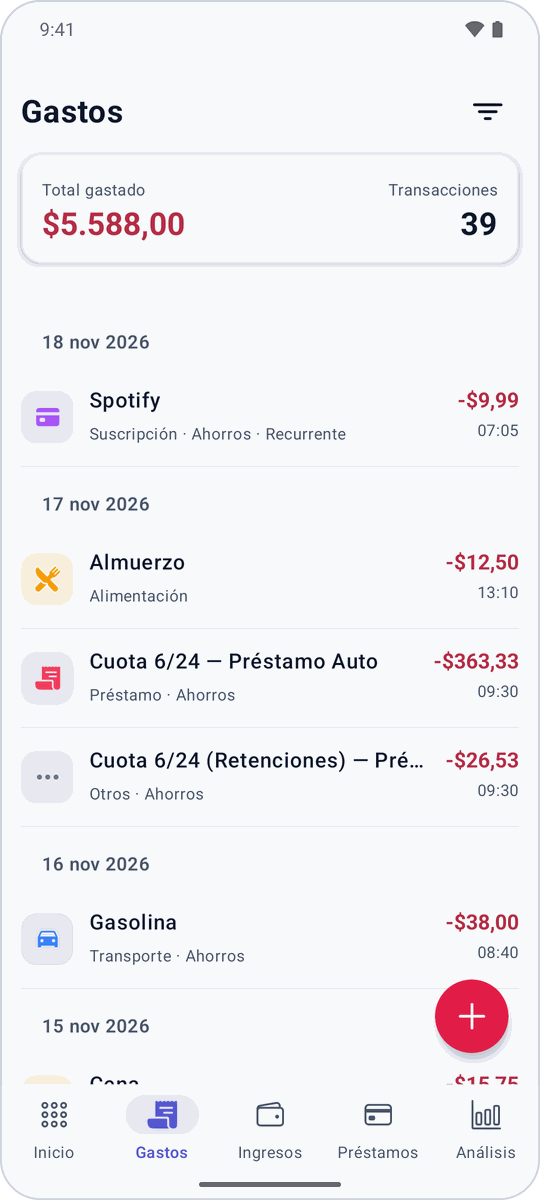 9:41
Gastos
Total gastado
Transacciones
$5.588,00
39
18 nov 2026
Spotify
-$9,99
Suscripción · Ahorros · Recurrente
07:05
17 nov 2026
Almuerzo
-$12,50
Alimentación
13:10
Cuota 6/24 — Préstamo Auto
-$363,33
Préstamo · Ahorros
09:30
Cuota 6/24 (Retenciones) — Pré...
-$26,53
Otros · Ahorros
09:30
16 nov 2026
Gasolina
-$38,00
Transporte · Ahorros
08:40
15 nov 2026
Cena
-$15,75
Inicio
Gastos
Ingresos
Préstamos
Análisis